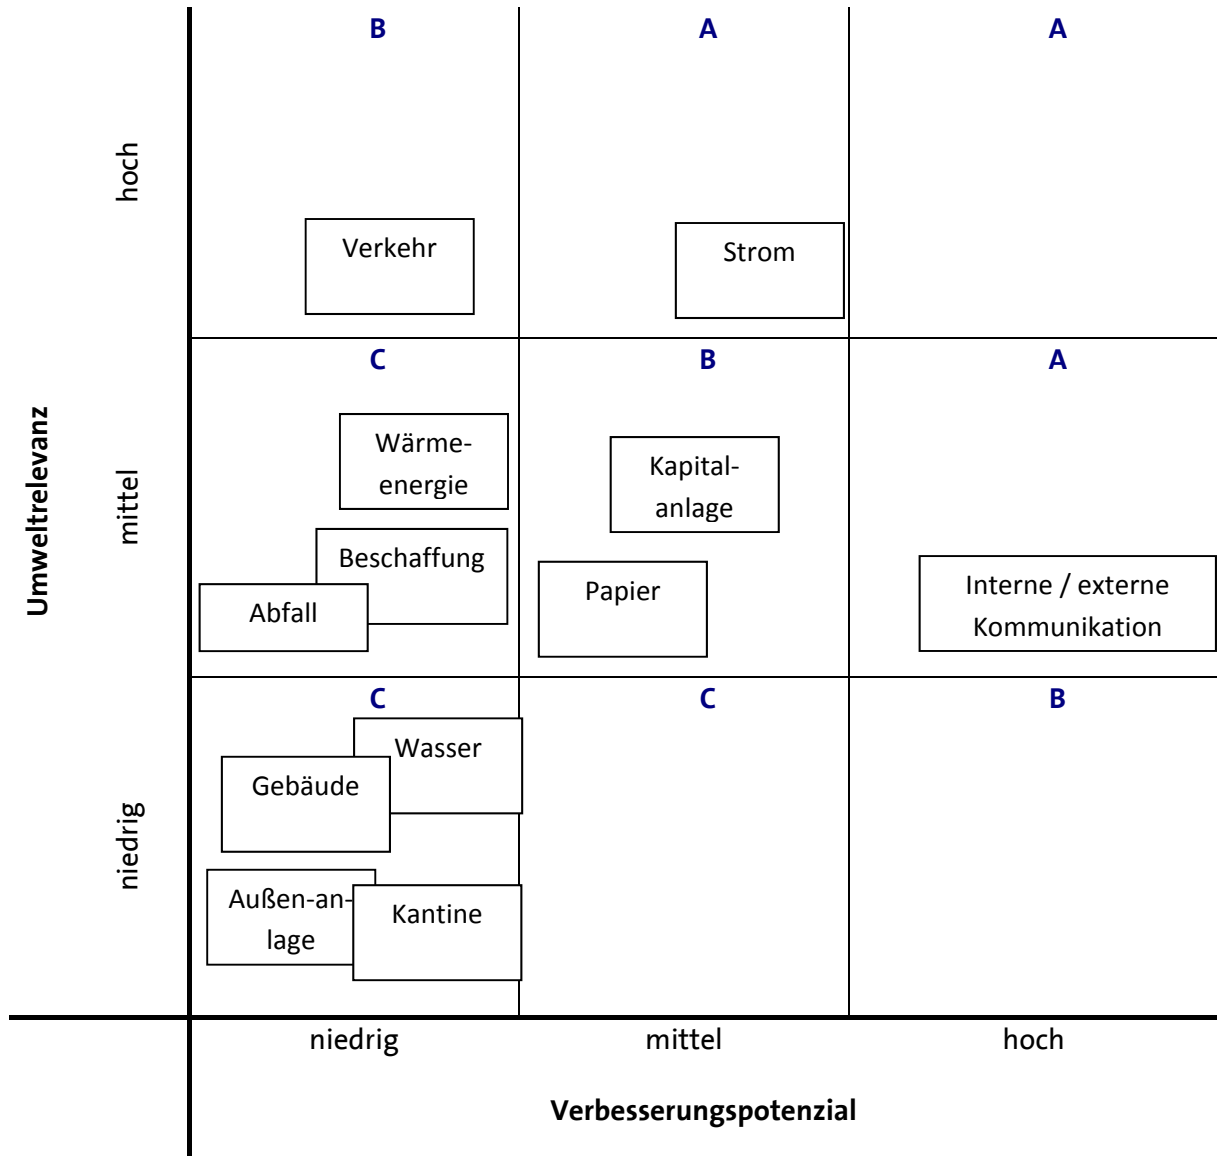 B
A
A
hoch
Verkehr
Strom
C
B
A
Umweltrelevanz
mittel
Wärme-
energie
Kapital-
anlage
Beschaffung
Abfall
Papier
Interne / externe
Kommunikation
C
C
B
niedrig
Wasser
Gebäude
Außen-an-
lage
Kantine
niedrig
mittel
hoch
Verbesserungspotenzial